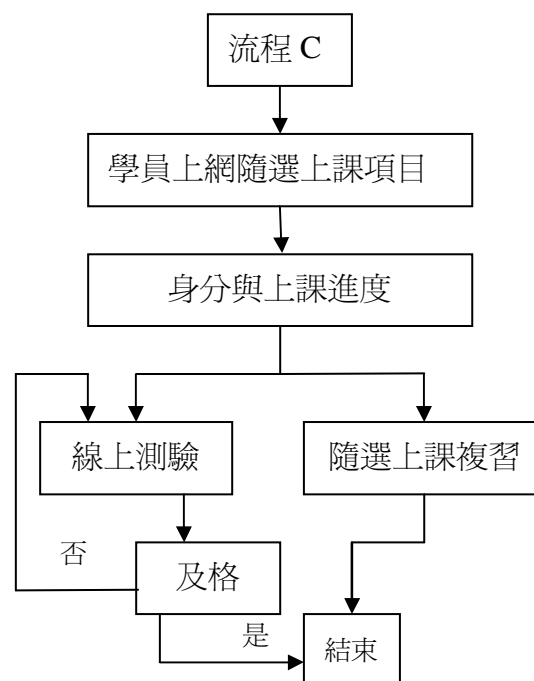 流程 C
學員上網隨選上課項目
身分與上課進度
線上測驗
隨選上課複習
否
及格
是
結束